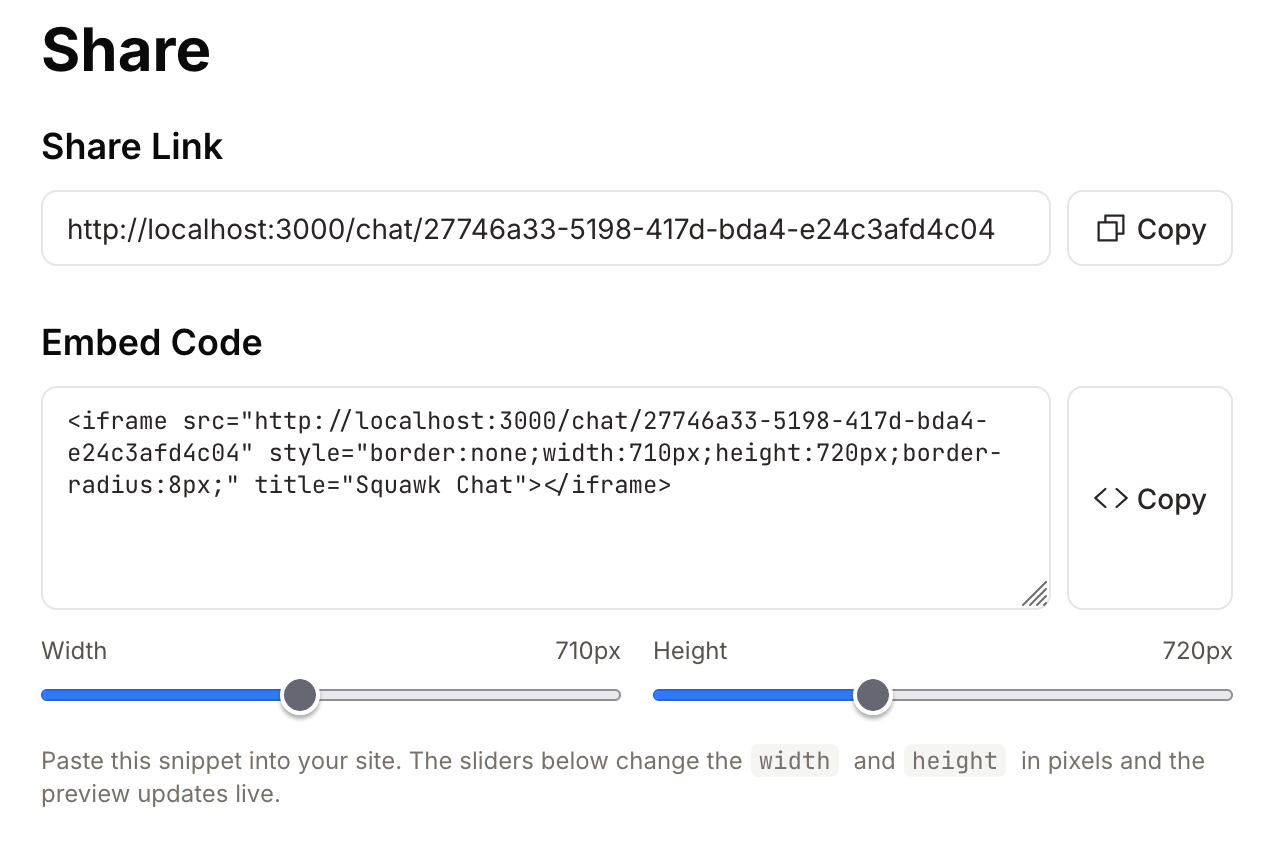 Share
Share Link
http://localhost:3000/chat/27746a33-5198-417d-bda4-e24c3afd4c04
Copy
Embed Code
<iframe src="http://localhost:3000/chat/27746a33-5198-417d-bda4-
e24c3afd4c04" style="border:none;width:710px;height:720px;border-
radius:8px;" title="Squawk Chat"></iframe>
<> Copy
Width 710px Height 720px
Paste this snippet into your site. The sliders below change the width and height in pixels and the
preview updates live.